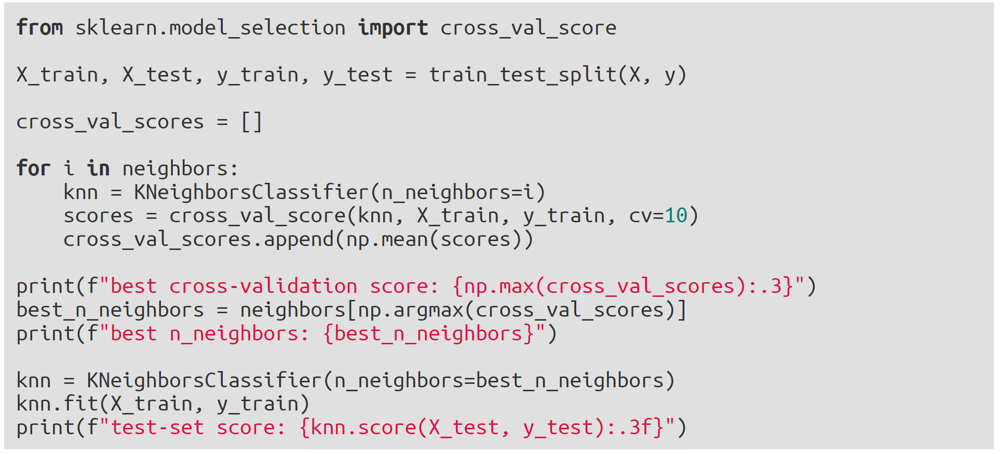 from sklearn.model_selection import cross_val_score
X_train, X_test, y_train, y_test = train_test_split(X, y)
cross_val_scores = []
for i in neighbors:
    knn = KNeighborsClassifier(n_neighbors=i)
    scores = cross_val_score(knn, X_train, y_train, cv=10)
    cross_val_scores.append(np.mean(scores))
print(f"best cross-validation score: {np.max(cross_val_scores):.3}")
best_n_neighbors = neighbors[np.argmax(cross_val_scores)]
print(f"best n_neighbors: {best_n_neighbors}")
knn = KNeighborsClassifier(n_neighbors=best_n_neighbors)
knn.fit(X_train, y_train)
print(f"test-set score: {knn.score(X_test, y_test):.3f}")